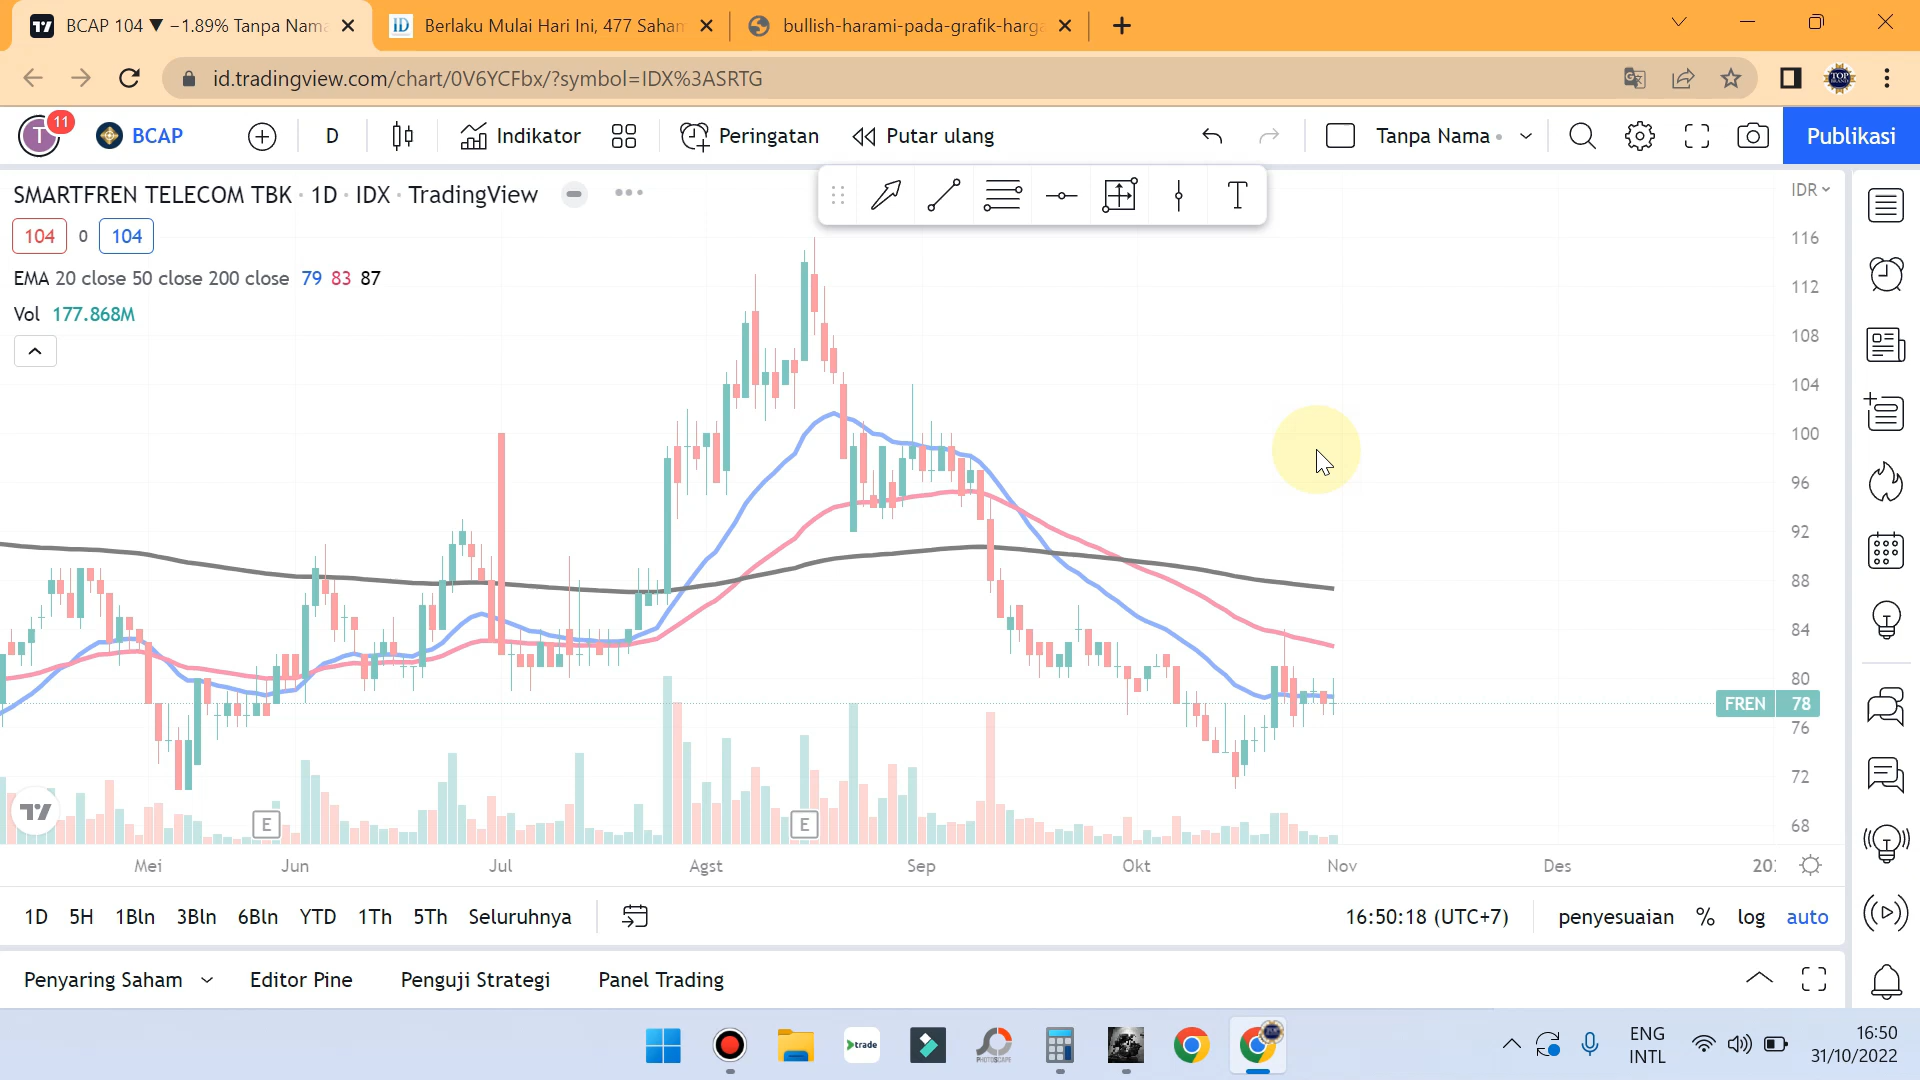 BCAP 104 ▼ −1.89% Tanpa Nama
Berlaku Mulai Hari Ini, 477 Saham
bullish-harami-pada-grafik-harga
id.tradingview.com/chart/0V6YCFbx/?symbol=IDX%3ASRTG
T 11 BCAP D Indikator Peringatan Putar ulang Tanpa Nama Publikasi
SMARTFREN TELECOM TBK · 1D · IDX · TradingView
104 0 104
EMA 20 close 50 close 200 close 79 83 87
Vol 177.868M
IDR
116
112
108
104
100
96
92
88
84
80
FREN 78
76
72
68
E E
Mei Jun Jul Agst Sep Okt Nov Des 20
1D 5H 1Bln 3Bln 6Bln YTD 1Th 5Th Seluruhnya 16:50:18 (UTC+7) penyesuaian % log auto
Penyaring Saham Editor Pine Penguji Strategi Panel Trading
trade
PHOTOSCAPE
ENG
INTL
16:50
31/10/2022